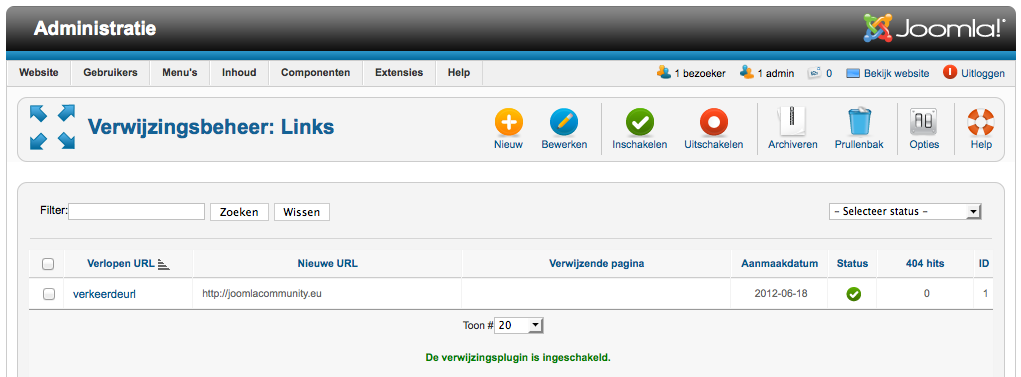 Administratie
Joomla!®
Website Gebruikers Menu's Inhoud Componenten Extensies Help
1 bezoeker 1 admin 0 Bekijk website Uitloggen
Verwijzingsbeheer: Links
Nieuw Bewerken Inschakelen Uitschakelen Archiveren Prullenbak Opties Help
Filter: Zoeken Wissen
- Selecteer status -
Verlopen URL Nieuwe URL Verwijzende pagina Aanmaakdatum Status 404 hits ID
verkeerdeurl http://joomlacommunity.eu 2012-06-18 0 1
Toon # 20
De verwijzingsplugin is ingeschakeld.